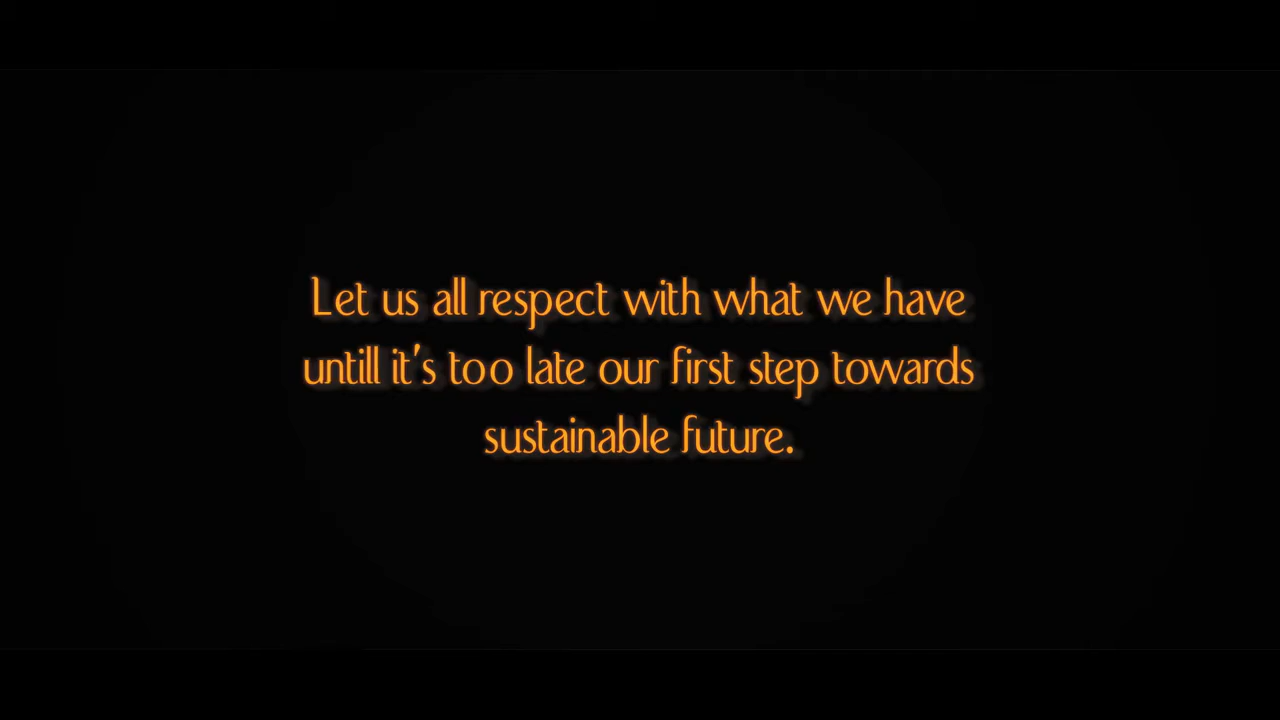 Let us all respect with what we have
untill it's too late our first step towards
sustainable future.